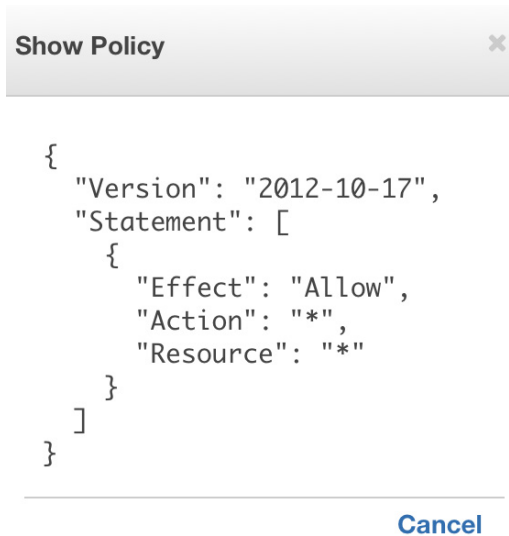 Show Policy ×
{
"Version": "2012-10-17",
"Statement": [
{
"Effect": "Allow",
"Action": "*",
"Resource": "*"
}
]
}
Cancel